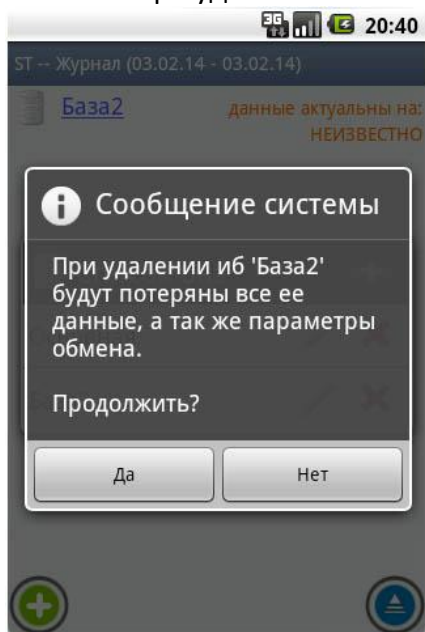 3G 20:40
ST -- Журнал (03.02.14 - 03.02.14)
База2
данные актуальны на:
НЕИЗВЕСТНО
Сообщение системы
При удалении иб 'База2'
будут потеряны все ее
данные, а так же параметры
обмена.
Продолжить?
Да
Нет